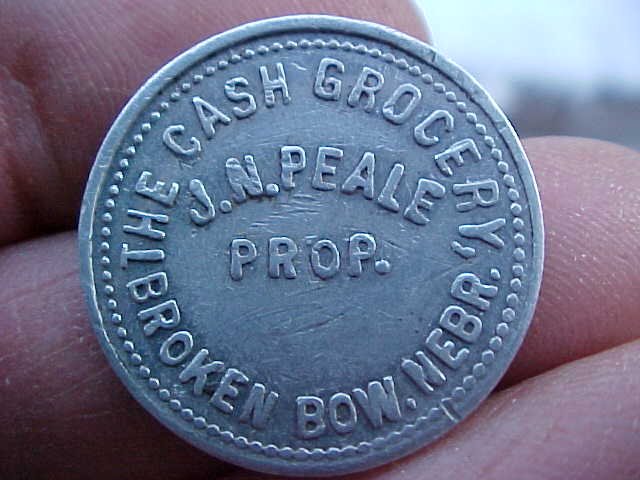 THE CASH GROCERY,
J.N. PEALE
PROP.
BROKEN BOW. NEBR.